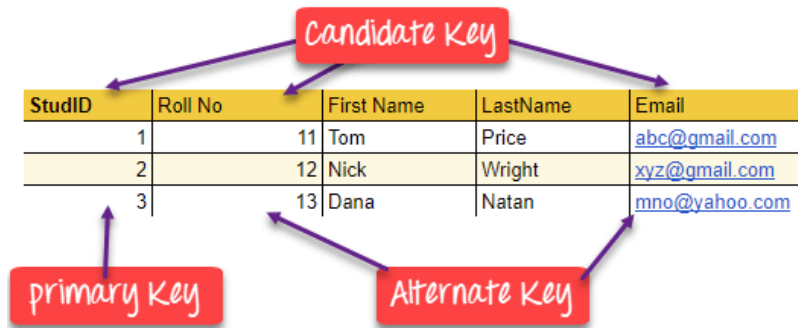 Candidate Key
StudID Roll No First Name LastName Email
1 11 Tom Price abc@gmail.com
2 12 Nick Wright xyz@gmail.com
3 13 Dana Natan mno@yahoo.com
primary Key Alternate Key